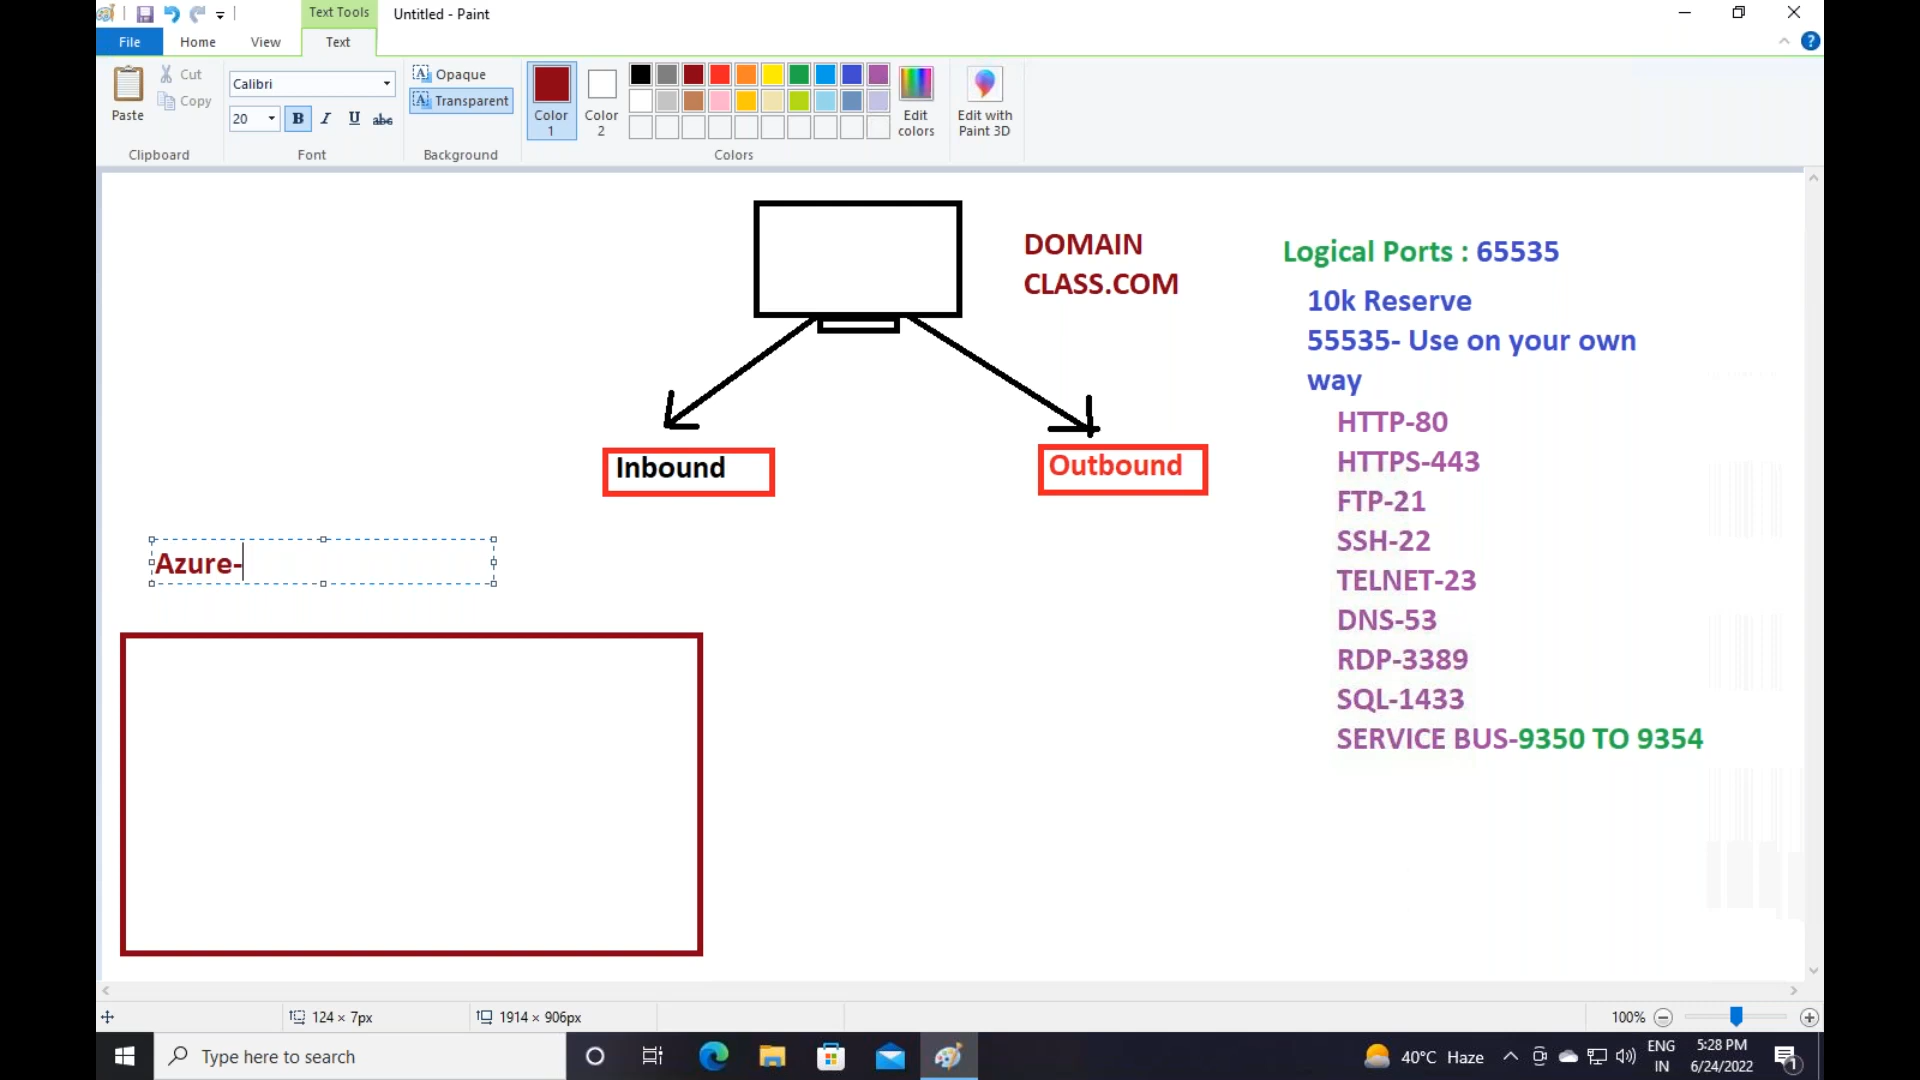 Text Tools
Untitled - Paint
File
Home
View
Text
Paste
Cut
Copy
Clipboard
Calibri
20
B
I
U
abc
Font
Opaque
Transparent
Background
Color
1
Color
2
Edit
colors
Colors
Edit with
Paint 3D
DOMAIN
CLASS.COM
Inbound
Outbound
Azure-
Logical Ports : 65535
10k Reserve
55535- Use on your own
way
HTTP-80
HTTPS-443
FTP-21
SSH-22
TELNET-23
DNS-53
RDP-3389
SQL-1433
SERVICE BUS-9350 TO 9354
124 × 7px
1914 × 906px
100%
Type here to search
40°C Haze
ENG
IN
5:28 PM
6/24/2022
1